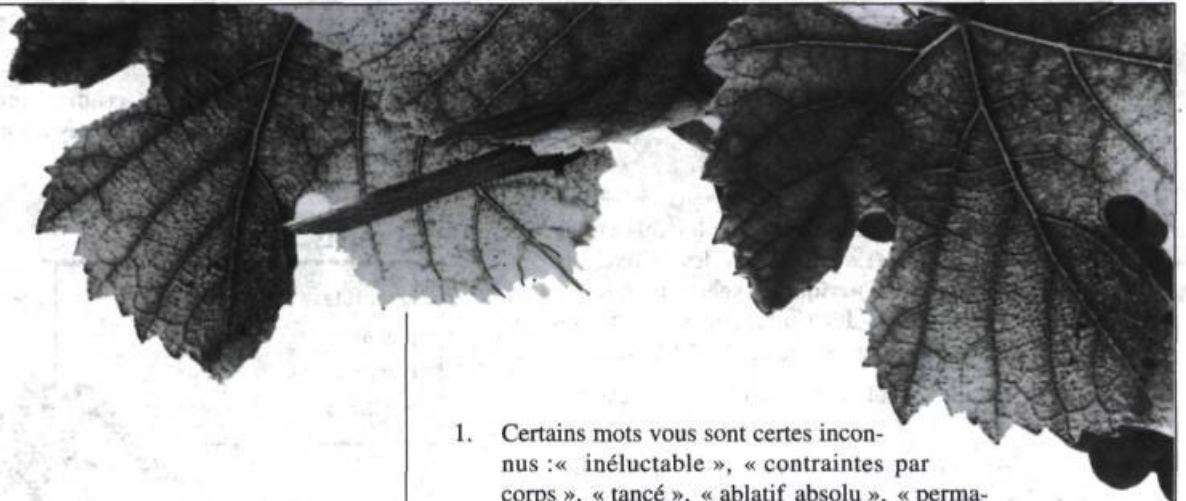 1. Certains mots vous sont certes incon-
nus :« inéluctable », « contraintes par
corps », « tancé », « ablatif absolu », « perma-